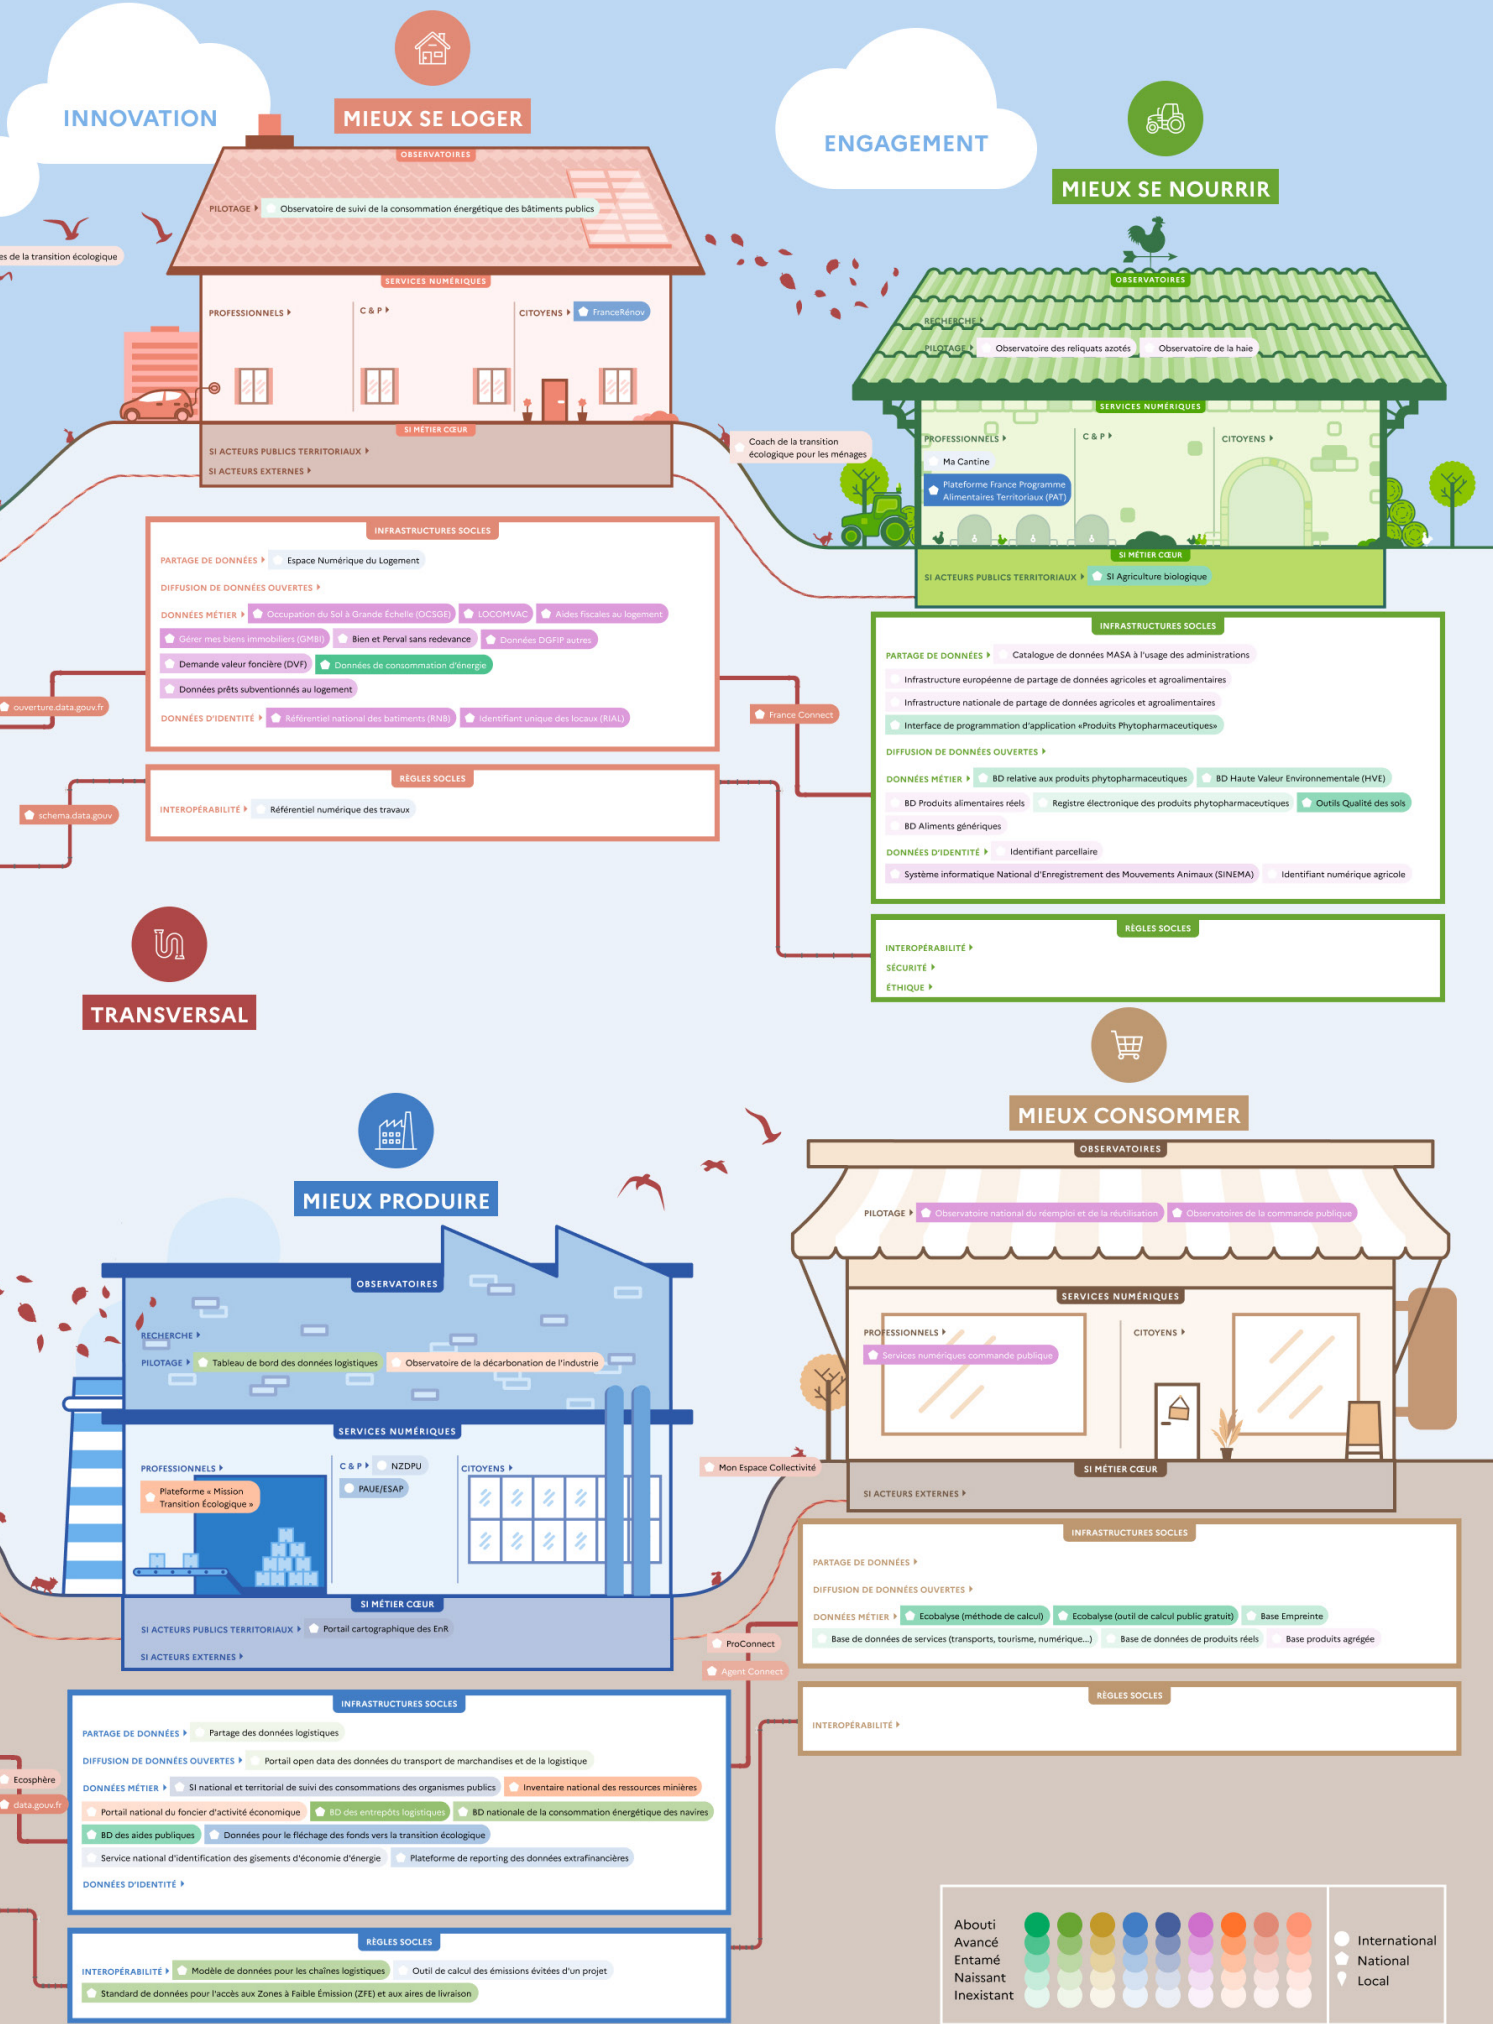 INNOVATION
MIEUX SE LOGER
OBSERVATOIRES
PILOTAGE
Observatoire de suivi de la consommation énergétique des bâtiments publics
es de la transition écologique
SERVICES NUMÉRIQUES
PROFESSIONNELS
C & P
CITOYENS
FranceRénov
SI MÉTIER CŒUR
SI ACTEURS PUBLICS TERRITORIAUX
SI ACTEURS EXTERNES
INFRASTRUCTURES SOCLES
PARTAGE DE DONNÉES
Espace Numérique du Logement
DIFFUSION DE DONNÉES OUVERTES
DONNÉES MÉTIER
Occupation du Sol à Grande Échelle (OCSGE)
LOCOMVAC
Aides fiscales au logement
Gérer mes biens immobiliers (GMBI)
Bien et Perval sans redevance
Données DGFIP autres
Demande valeur foncière (DVF)
Données de consommation d'énergie
Données prêts subventionnés au logement
DONNÉES D'IDENTITÉ
Référentiel national des batiments (RNB)
Identifiant unique des locaux (RIAL)
ouverture.data.gouv.fr
RÈGLES SOCLES
INTEROPÉRABILITÉ
Référentiel numérique des travaux
schema.data.gouv
ENGAGEMENT
MIEUX SE NOURRIR
OBSERVATOIRES
RECHERCHE
PILOTAGE
Observatoire des reliquats azotés
Observatoire de la haie
SERVICES NUMÉRIQUES
PROFESSIONNELS
C & P
CITOYENS
Coach de la transition
écologique pour les ménages
Ma Cantine
Plateforme France Programme
Alimentaires Territoriaux (PAT)
SI MÉTIER CŒUR
SI ACTEURS PUBLICS TERRITORIAUX
SI Agriculture biologique
INFRASTRUCTURES SOCLES
PARTAGE DE DONNÉES
Catalogue de données MASA à l'usage des administrations
Infrastructure européenne de partage de données agricoles et agroalimentaires
Infrastructure nationale de partage de données agricoles et agroalimentaires
Interface de programmation d'application «Produits Phytopharmaceutiques»
DIFFUSION DE DONNÉES OUVERTES
DONNÉES MÉTIER
BD relative aux produits phytopharmaceutiques
BD Haute Valeur Environnementale (HVE)
BD Produits alimentaires réels
Registre électronique des produits phytopharmaceutiques
Outils Qualité des sols
BD Aliments génériques
DONNÉES D'IDENTITÉ
Identifiant parcellaire
Système informatique National d'Enregistrement des Mouvements Animaux (SINEMA)
Identifiant numérique agricole
France Connect
RÈGLES SOCLES
INTEROPÉRABILITÉ
SÉCURITÉ
ÉTHIQUE
TRANSVERSAL
MIEUX PRODUIRE
OBSERVATOIRES
RECHERCHE
PILOTAGE
Tableau de bord des données logistiques
Observatoire de la décarbonation de l'industrie
SERVICES NUMÉRIQUES
PROFESSIONNELS
C & P
NZDPU
CITOYENS
PAUE/ESAP
Plateforme « Mission
Transition Écologique »
SI MÉTIER CŒUR
SI ACTEURS PUBLICS TERRITORIAUX
Portail cartographique des EnR
SI ACTEURS EXTERNES
INFRASTRUCTURES SOCLES
PARTAGE DE DONNÉES
Partage des données logistiques
DIFFUSION DE DONNÉES OUVERTES
Portail open data des données du transport de marchandises et de la logistique
DONNÉES MÉTIER
SI national et territorial de suivi des consommations des organismes publics
Inventaire national des ressources minières
Portail national du foncier d'activité économique
BD des entrepôts logistiques
BD nationale de la consommation énergétique des navires
BD des aides publiques
Données pour le fléchage des fonds vers la transition écologique
Service national d'identification des gisements d'économie d'énergie
Plateforme de reporting des données extrafinancières
DONNÉES D'IDENTITÉ
Ecosphère
data.gouv.fr
RÈGLES SOCLES
INTEROPÉRABILITÉ
Modèle de données pour les chaînes logistiques
Outil de calcul des émissions évitées d'un projet
Standard de données pour l'accès aux Zones à Faible Émission (ZFE) et aux aires de livraison
MIEUX CONSOMMER
OBSERVATOIRES
PILOTAGE
Observatoire national du réemploi et de la réutilisation
Observatoires de la commande publique
SERVICES NUMÉRIQUES
PROFESSIONNELS
CITOYENS
Services numériques commande publique
Mon Espace Collectivité
SI MÉTIER CŒUR
SI ACTEURS EXTERNES
INFRASTRUCTURES SOCLES
PARTAGE DE DONNÉES
DIFFUSION DE DONNÉES OUVERTES
DONNÉES MÉTIER
Ecobalyse (méthode de calcul)
Ecobalyse (outil de calcul public gratuit)
Base Empreinte
Base de données de services (transports, tourisme, numérique...)
Base de données de produits réels
Base produits agrégée
ProConnect
Agent Connect
RÈGLES SOCLES
INTEROPÉRABILITÉ
Abouti
Avancé
Entamé
Naissant
Inexistant
International
National
Local